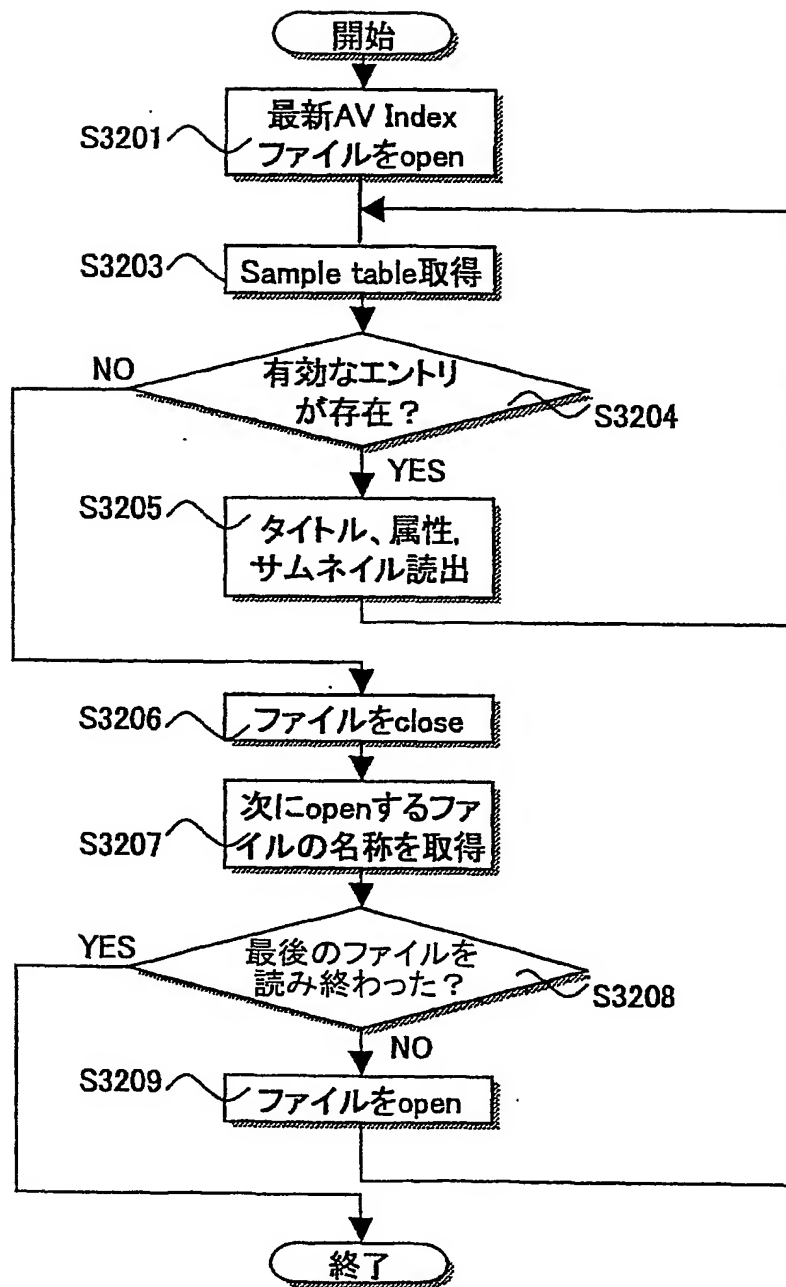 開始
S3201
最新AV Index
ファイルをopen
S3203
Sample table取得
NO
有効なエントリ
が存在?
S3204
YES
S3205
タイトル、属性,
サムネイル読出
S3206
ファイルをclose
S3207
次にopenするファ
イルの名称を取得
YES
最後のファイルを
読み終わった?
S3208
NO
S3209
ファイルをopen
終了